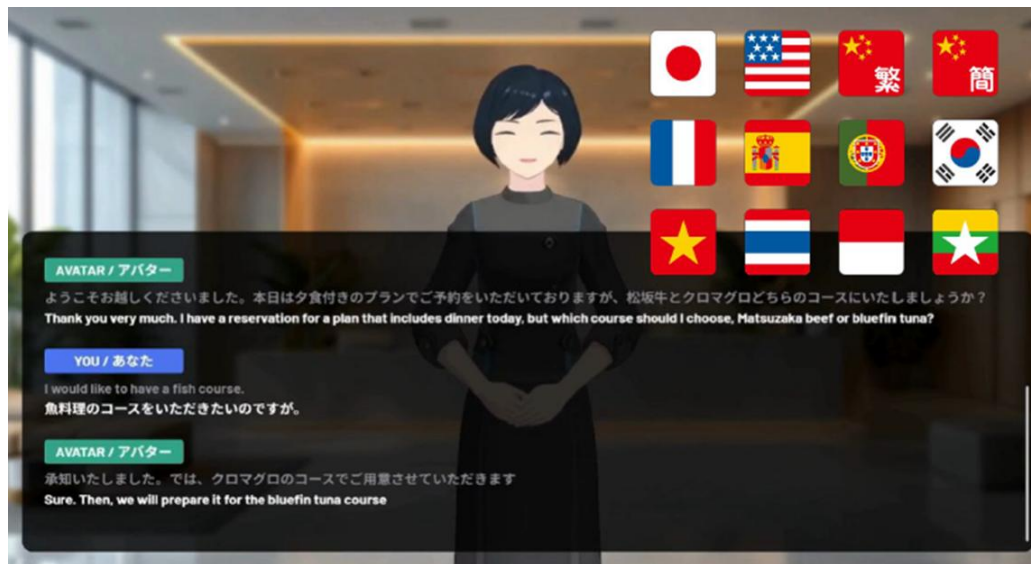 繁 簡
AVATAR / アバター
ようこそお越しくださいました。本日は夕食付きのプランでご予約をいただいておりますが、松坂牛とクロマグロどちらのコースにいたしましょうか？
Thank you very much. I have a reservation for a plan that includes dinner today, but which course should I choose, Matsuzaka beef or bluefin tuna?
YOU / あなた
I would like to have a fish course.
魚料理のコースをいただきたいのですが。
AVATAR / アバター
承知いたしました。では、クロマグロのコースでご用意させていただきます
Sure. Then, we will prepare it for the bluefin tuna course